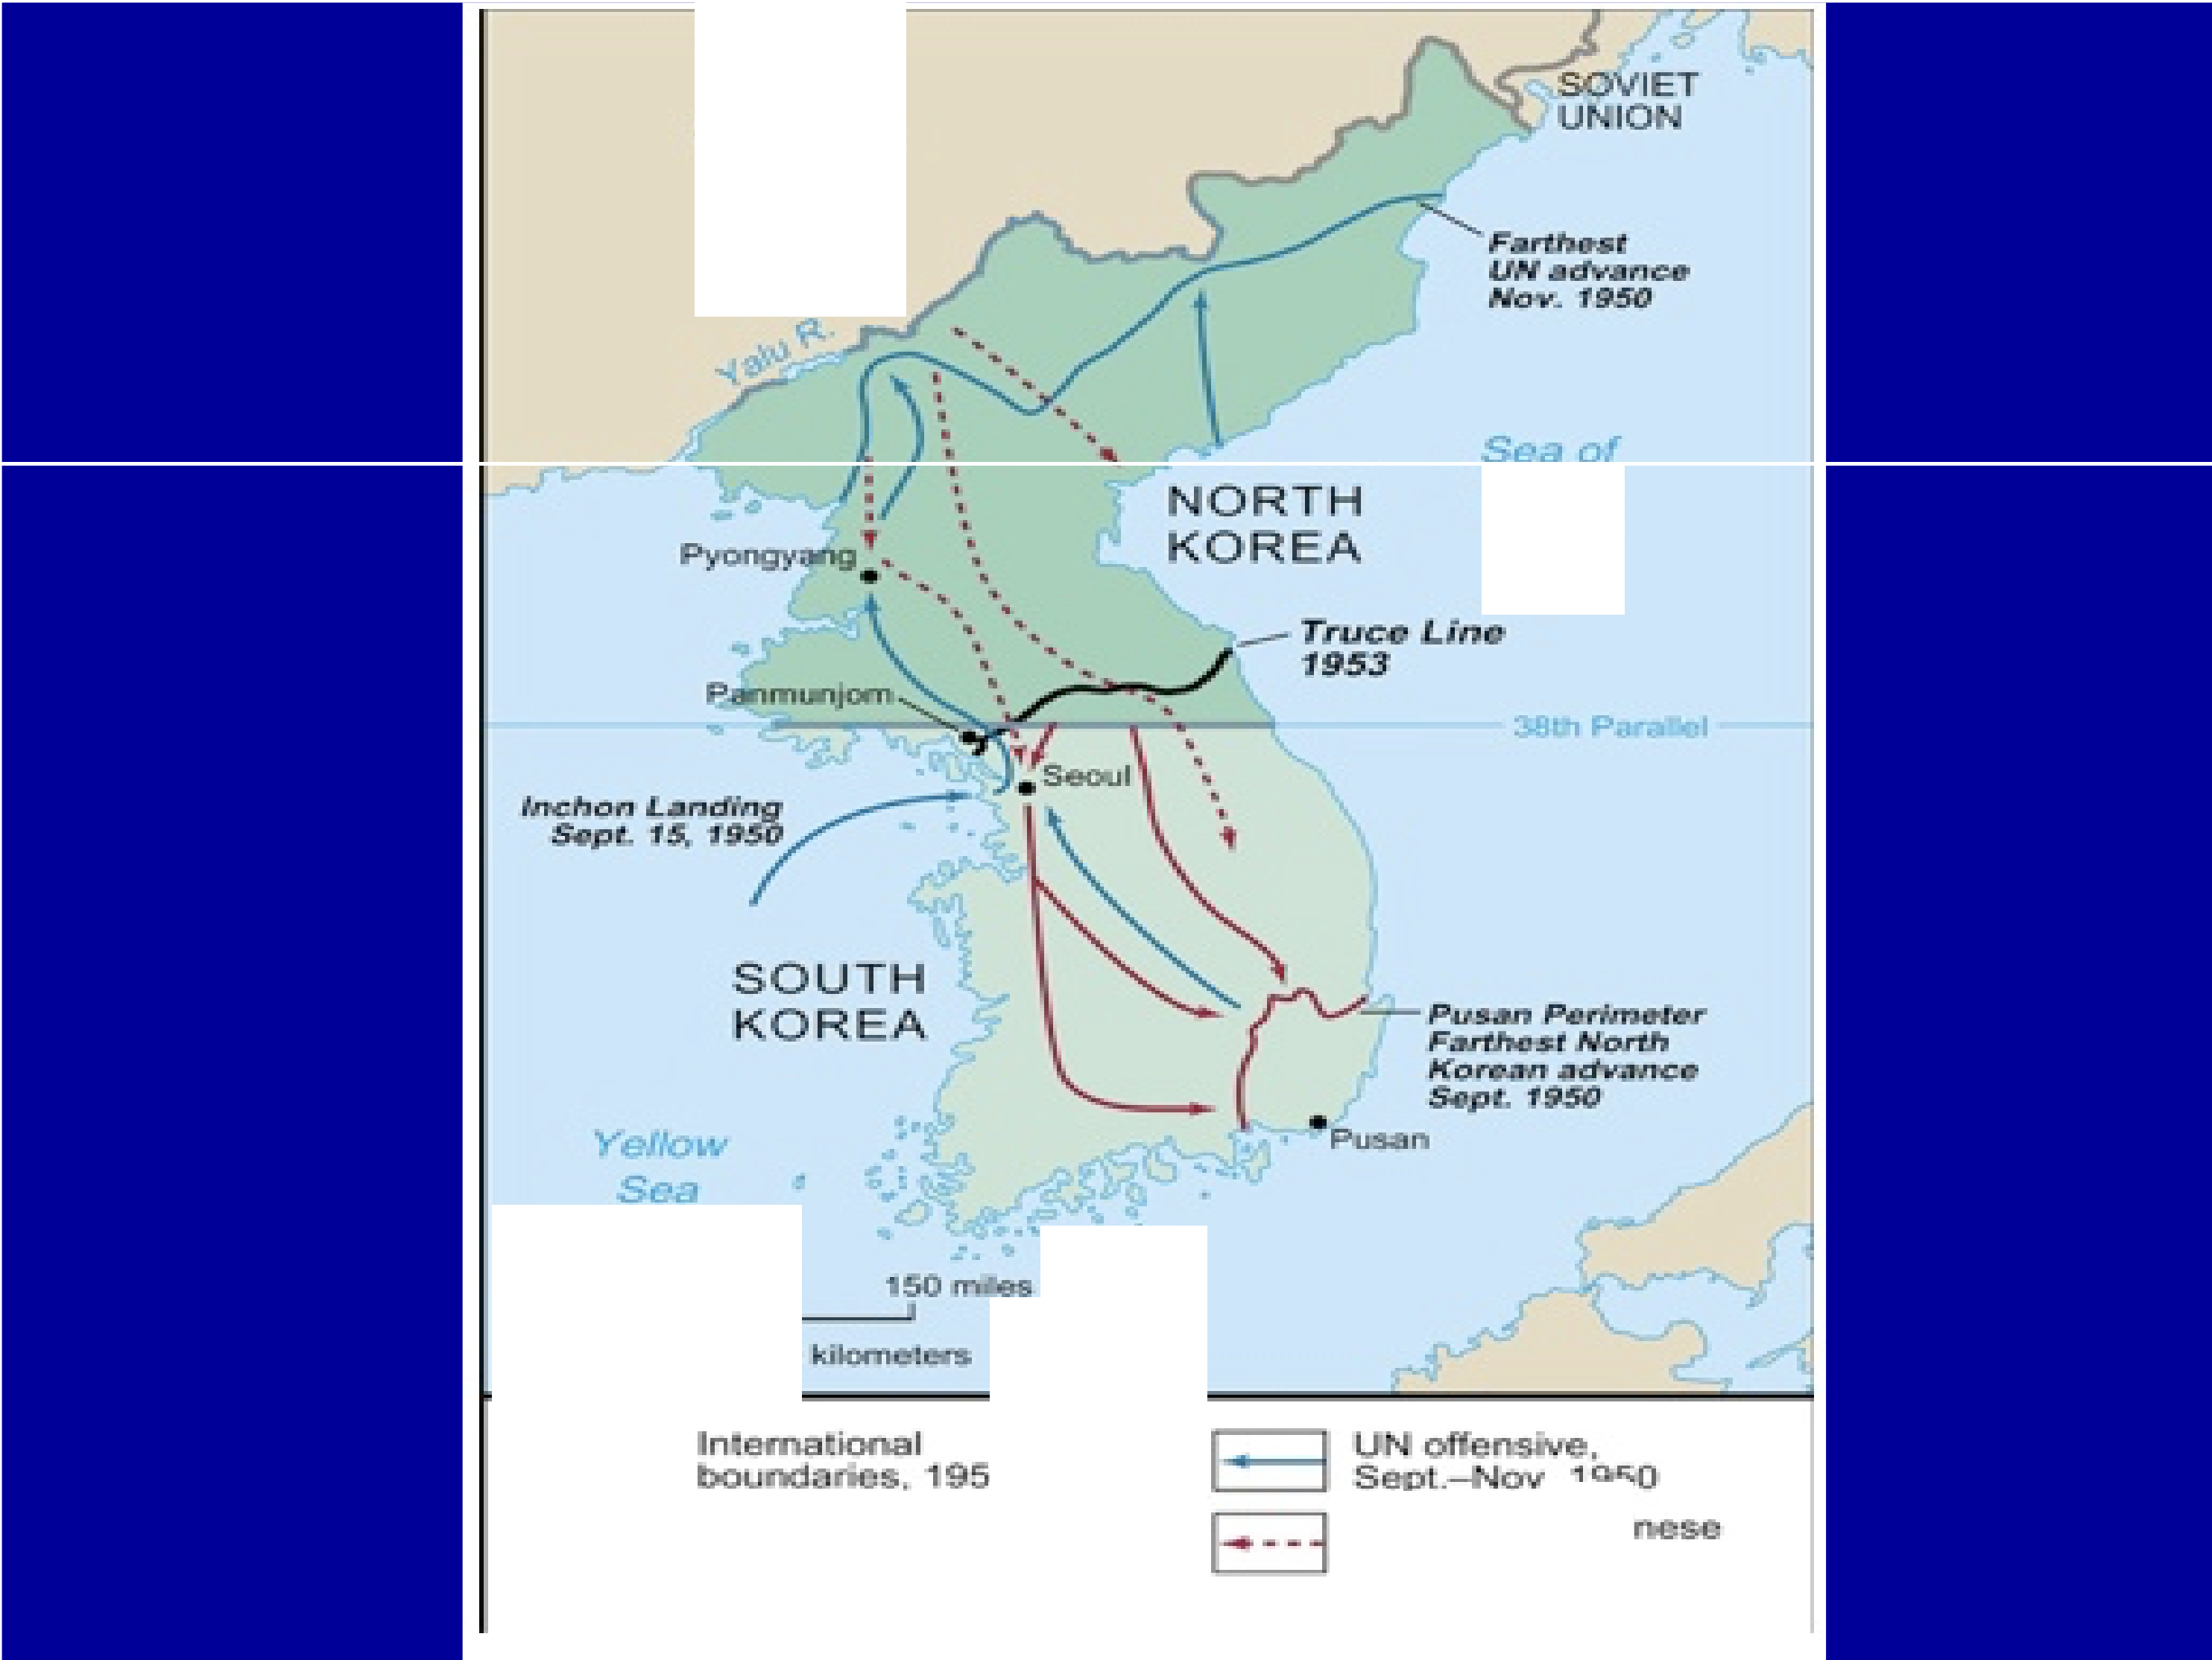 SOVIET
UNION
Farthest
UN advance
Nov. 1950
Yalu R.
Sea of
NORTH
KOREA
Pyongyang
Truce Line
1953
Panmunjom
38th Parallel
Seoul
Inchon Landing
Sept. 15, 1950
SOUTH
KOREA
Pusan Perimeter
Farthest North
Korean advance
Sept. 1950
Yellow
Sea
Pusan
150 miles
kilometers
International
boundaries, 195
UN offensive,
Sept.–Nov 1950
nese